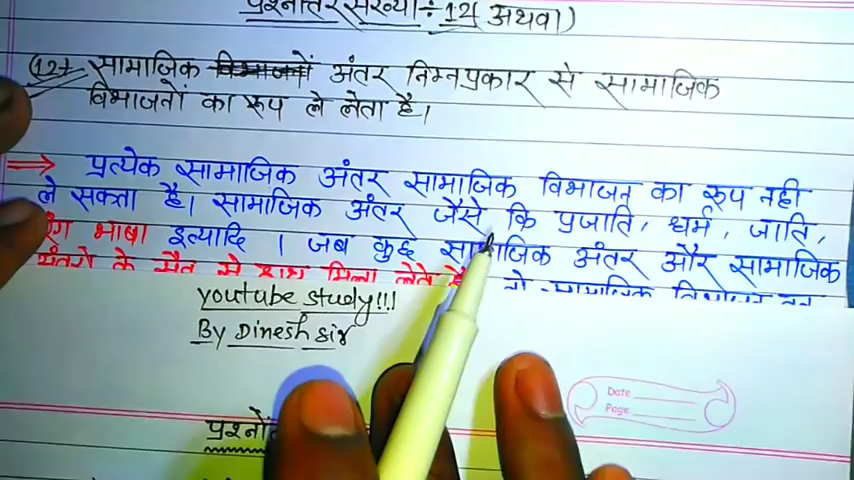 प्रश्नोत्तर संख्या÷12( अथवा)
(12)→ सामाजिक विभाजनों अंतर निम्नप्रकार से सामाजिक
विभाजनों का रूप ले लेता है।
⇒ प्रत्येक सामाजिक अंतर सामाजिक विभाजन का रूप नही
ले सकता है। सामाजिक अंतर जैसे कि प्रजाति, धर्म, जाति,
भाषा इत्यादि । जब कुछ सामाजिक अंतर और सामाजिक
के साथ मिला लेते है
youtube study!!!
By Dinesh sir
Date
Page